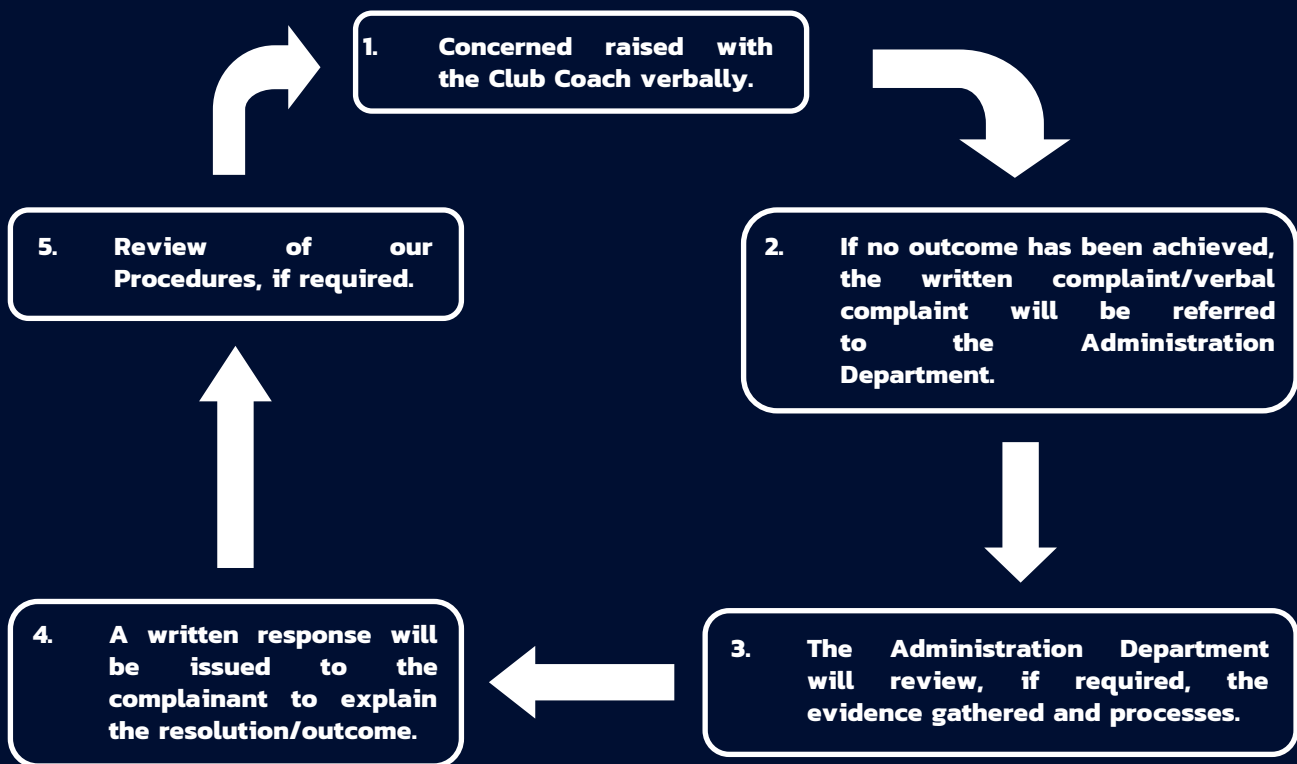 1. Concerned raised with
the Club Coach verbally.
2. If no outcome has been achieved,
the written complaint/verbal
complaint will be referred
to the Administration
Department.
3. The Administration Department
will review, if required, the
evidence gathered and processes.
4. A written response will
be issued to the
complainant to explain
the resolution/outcome.
5. Review of our
Procedures, if required.